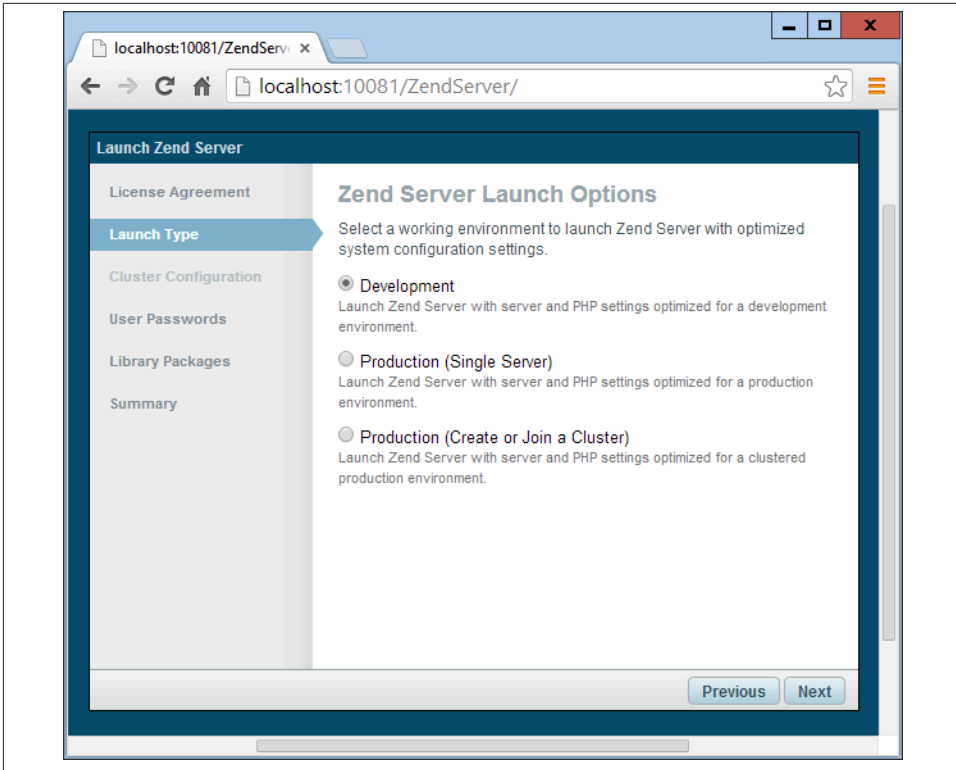 localhost:10081/ZendServ
localhost:10081/ZendServer/
Launch Zend Server
License Agreement
Launch Type
Cluster Configuration
User Passwords
Library Packages
Summary
Zend Server Launch Options
Select a working environment to launch Zend Server with optimized
system configuration settings.
Development
Launch Zend Server with server and PHP settings optimized for a development
environment.
Production (Single Server)
Launch Zend Server with server and PHP settings optimized for a production
environment.
Production (Create or Join a Cluster)
Launch Zend Server with server and PHP settings optimized for a clustered
production environment.
Previous
Next